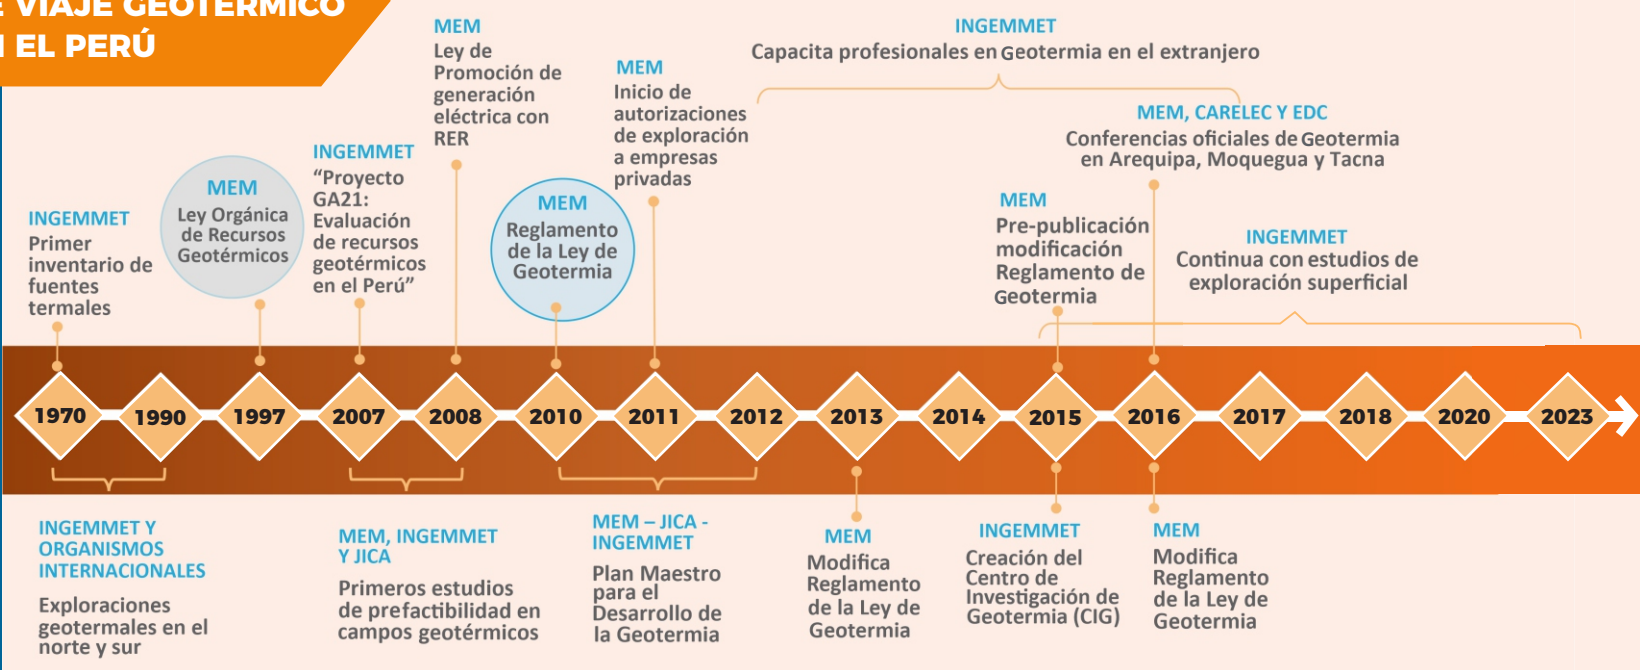 VIAJE GEOTÉRMICO
EL PERÚ
INGEMMET
Primer
inventario de
fuentes
termales
MEM
Ley Orgánica
de Recursos
Geotérmicos
INGEMMET
“Proyecto
GA21:
Evaluación
de recursos
geotérmicos
en el Perú”
MEM
Ley de
Promoción de
generación
eléctrica con
RER
MEM
Reglamento
de la Ley de
Geotermia
MEM
Inicio de
autorizaciones
de exploración
a empresas
privadas
INGEMMET
Capacita profesionales en Geotermia en el extranjero
MEM, CARELEC Y EDC
Conferencias oficiales de Geotermia
en Arequipa, Moquegua y Tacna
MEM
Pre-publicación
modificación
Reglamento de
Geotermia
INGEMMET
Continua con estudios de
exploración superficial
1970 1990 1997 2007 2008 2010 2011 2012 2013 2014 2015 2016 2017 2018 2020 2023
INGEMMET Y
ORGANISMOS
INTERNACIONALES
Exploraciones
geotermales en el
norte y sur
MEM, INGEMMET
Y JICA
Primeros estudios
de prefactibilidad en
campos geotérmicos
MEM – JICA -
INGEMMET
Plan Maestro
para el
Desarrollo de
la Geotermia
MEM
Modifica
Reglamento
de la Ley de
Geotermia
INGEMMET
Creación del
Centro de
Investigación de
Geotermia (CIG)
MEM
Modifica
Reglamento
de la Ley de
Geotermia